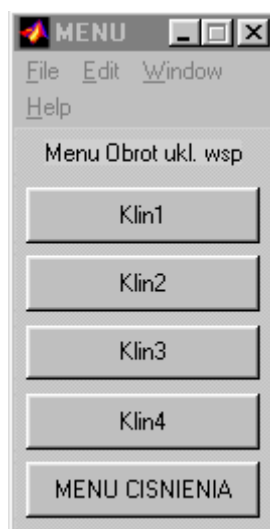 MENU
File Edit Window
Help
Menu Obrot ukl. wsp
Klin1
Klin2
Klin3
Klin4
MENU CISNIENIA